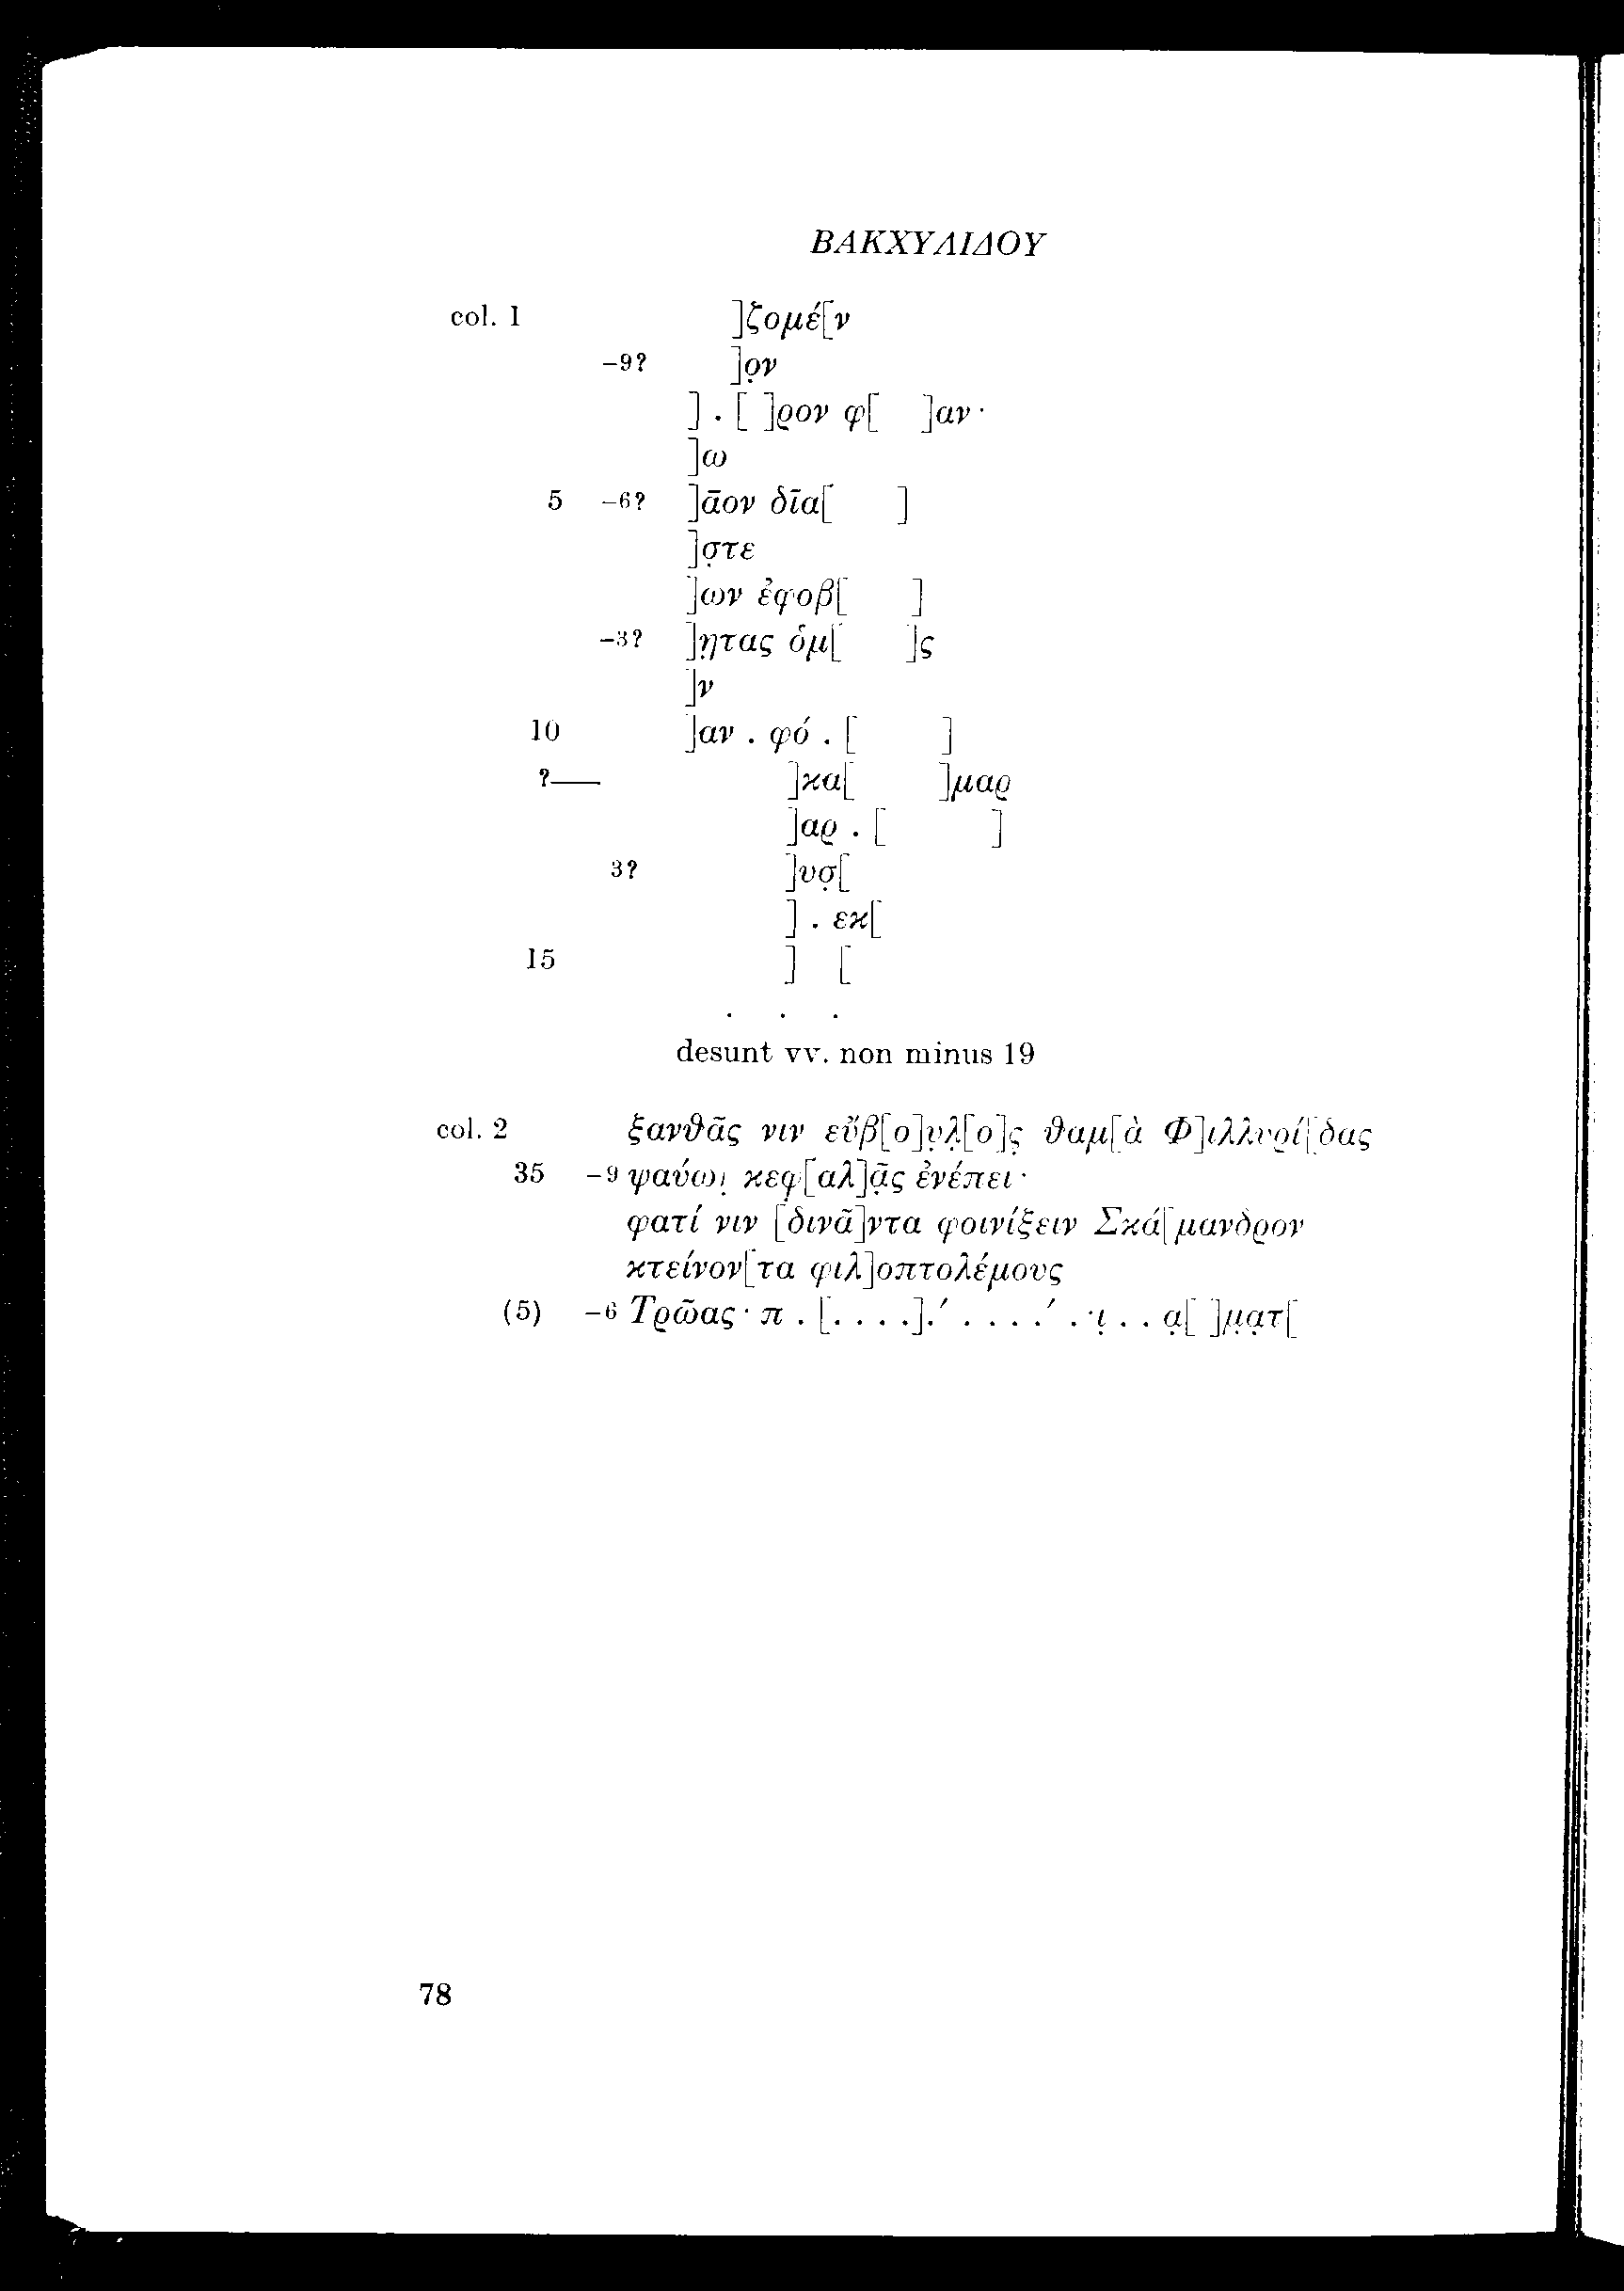 ΒΑΚΧΥΛΙΔΟΥ
col. 1 ]ζομέ[ν
–9? ]ο̣ν
] . [ ]ρον φ[ ]αν·
]ω
5 –6? ]ᾱον δῑα[ ]
]σ̣τε
]ων ἐφοβ[ ]
–3? ]η̣τας ὁμ[ ]ς
]ν
10 ]αν . φό . [ ]
?— ]κα[ ]μαρ
]αρ . [ ]
3? ]υσ̣[
] . εκ[
15 ] [
. . .
desunt vv. non minus 19
col. 2 ξανθᾶς νιν εὔβ[ο]υ̣λ̣[ο]ς̣ θαμ[ὰ Φ]ιλλυρί[δας
35 –9 ψαύωι̣ κεφ̣[αλ]ᾶ̣ς ἐνέπει·
φατί νιν [δινᾶ]ντα φοινίξειν Σκά[μανδρον
κτείνον[τα φιλ]οπτολέμους
(5) –6 Τρῶας· π . [. . . .].́ . . . .́ . ·ι̣ . . α̣[ ]μ̣α̣τ[
78